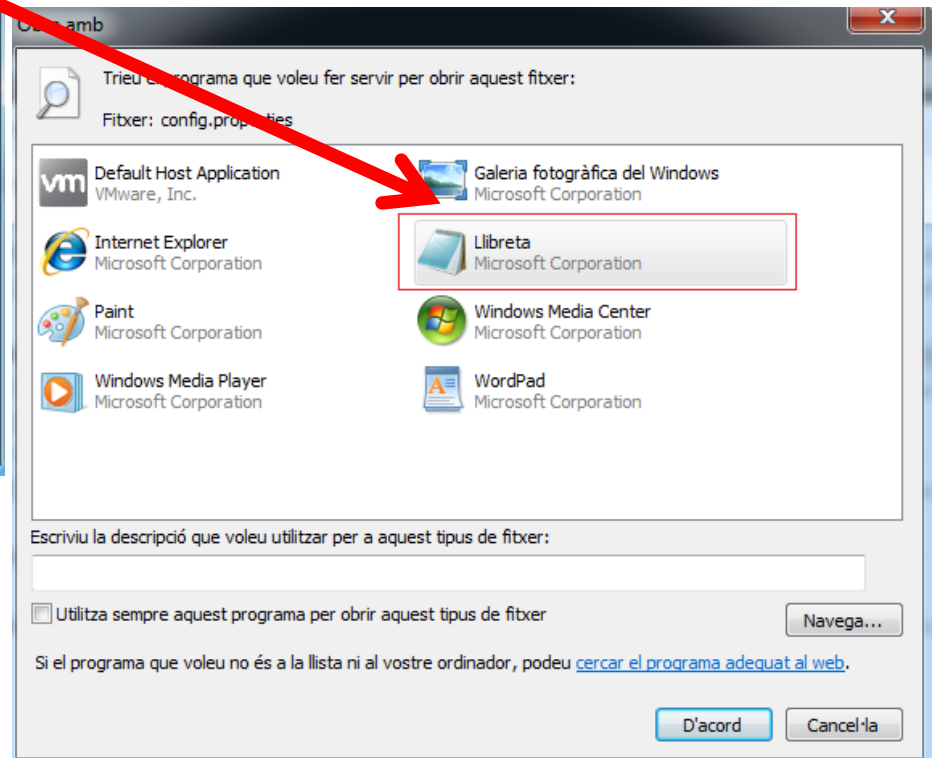 amb
Trieu programa que voleu fer servir per obrir aquest fitxer:
Fitxer: config.properties
vm
Default Host Application
VMware, Inc.
Galeria fotogràfica del Windows
Microsoft Corporation
Internet Explorer
Microsoft Corporation
Llibreta
Microsoft Corporation
Paint
Microsoft Corporation
Windows Media Center
Microsoft Corporation
Windows Media Player
Microsoft Corporation
WordPad
Microsoft Corporation
Escriviu la descripció que voleu utilitzar per a aquest tipus de fitxer:
Utilitza sempre aquest programa per obrir aquest tipus de fitxer
Navega...
Si el programa que voleu no és a la llista ni al vostre ordinador, podeu cercar el programa adequat al web.
D'acord
Cancel·la